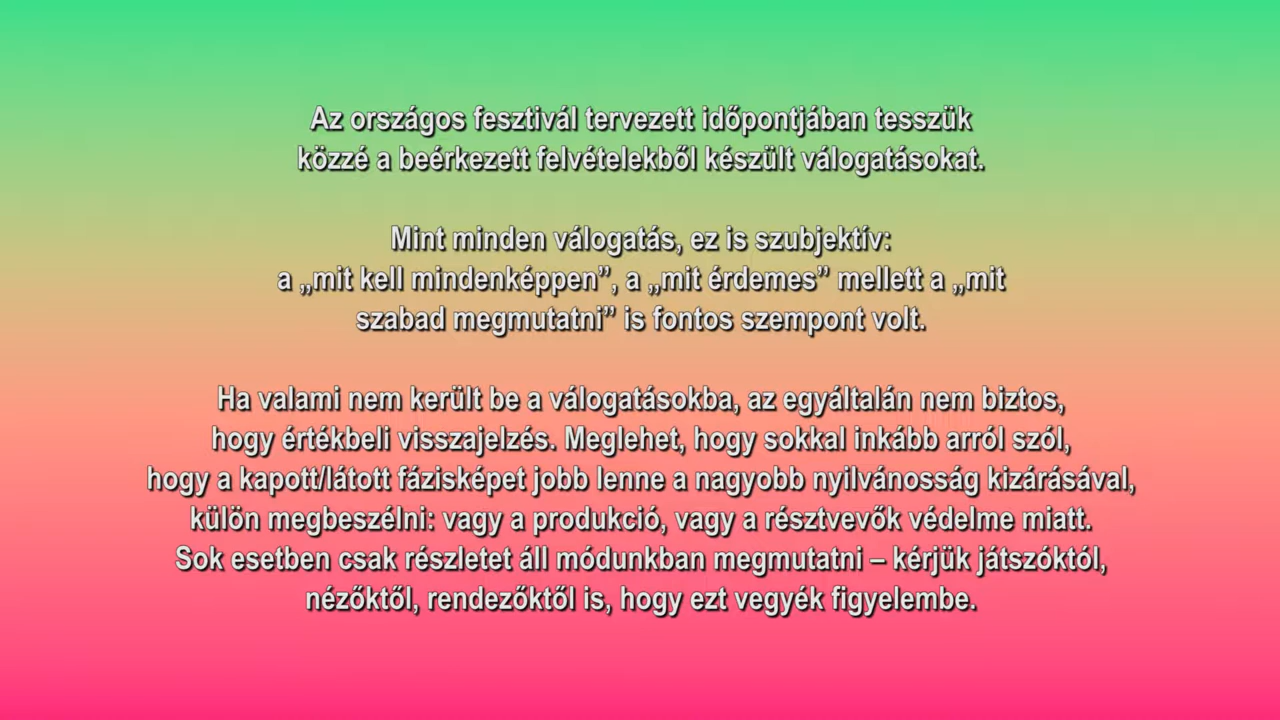 Az országos fesztivál tervezett időpontjában tesszük
közzé a beérkezett felvételekből készült válogatásokat.
Mint minden válogatás, ez is szubjektív:
a „mit kell mindenképpen”, a „mit érdemes” mellett a „mit
szabad megmutatni” is fontos szempont volt.
Ha valami nem került be a válogatásokba, az egyáltalán nem biztos,
hogy értékbeli visszajelzés. Meglehet, hogy sokkal inkább arról szól,
hogy a kapott/látott fázisképet jobb lenne a nagyobb nyilvánosság kizárásával,
külön megbeszélni: vagy a produkció, vagy a résztvevők védelme miatt.
Sok esetben csak részletet áll módunkban megmutatni – kérjük játszóktól,
nézőktől, rendezőktől is, hogy ezt vegyék figyelembe.